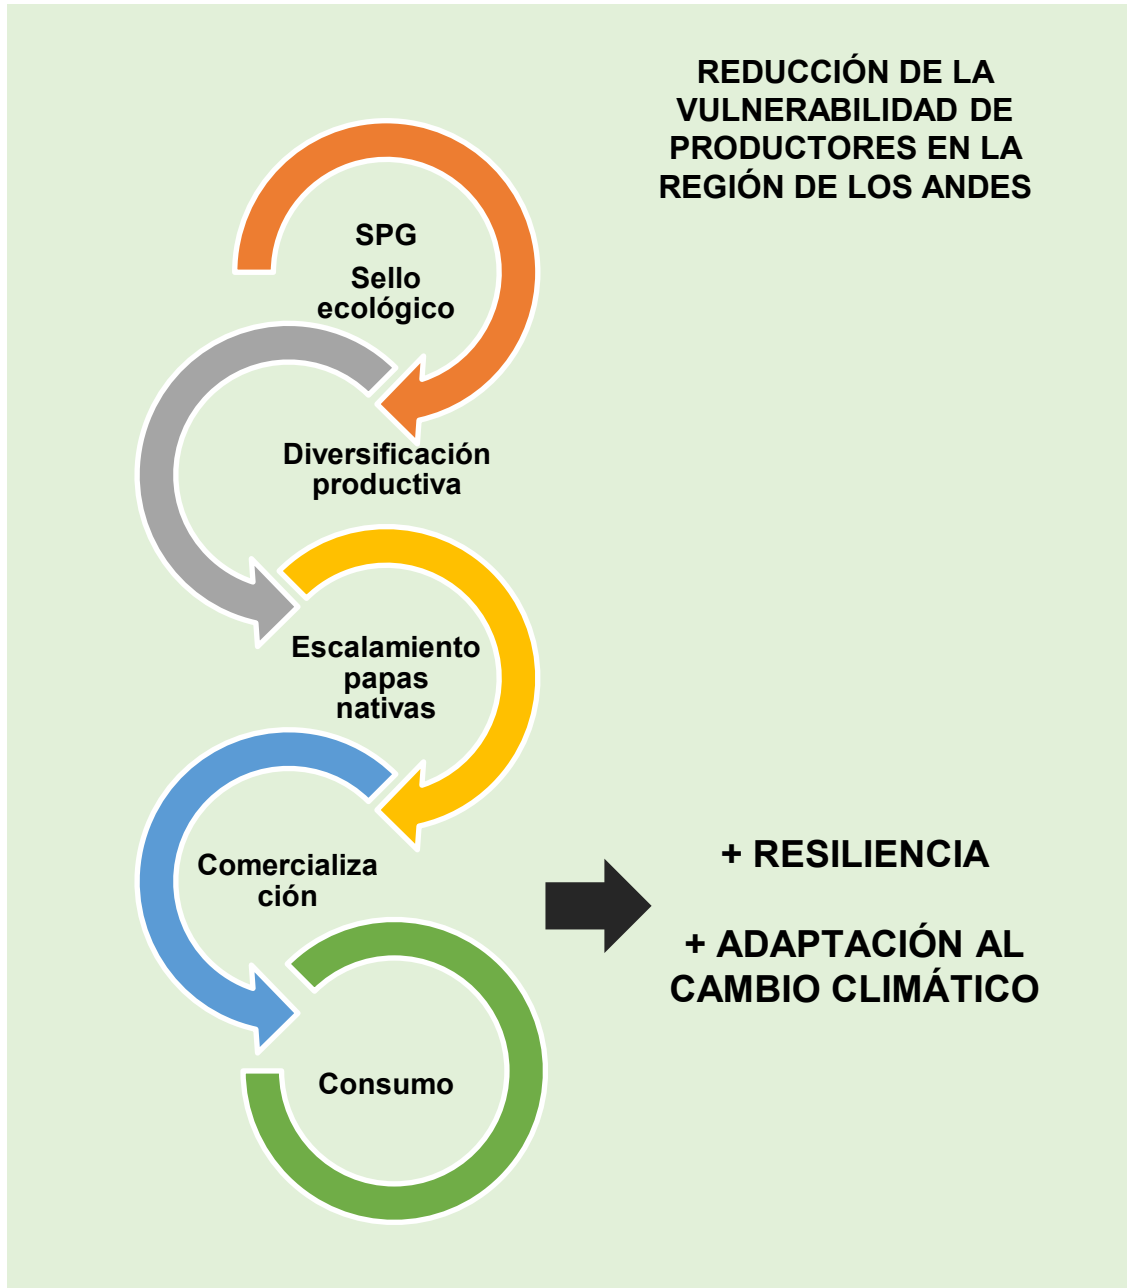 REDUCCIÓN DE LA
VULNERABILIDAD DE
PRODUCTORES EN LA
REGIÓN DE LOS ANDES
SPG
Sello
ecológico
Diversificación
productiva
Escalamiento
papas
nativas
Comercializa
ción
+ RESILIENCIA
+ ADAPTACIÓN AL
CAMBIO CLIMÁTICO
Consumo